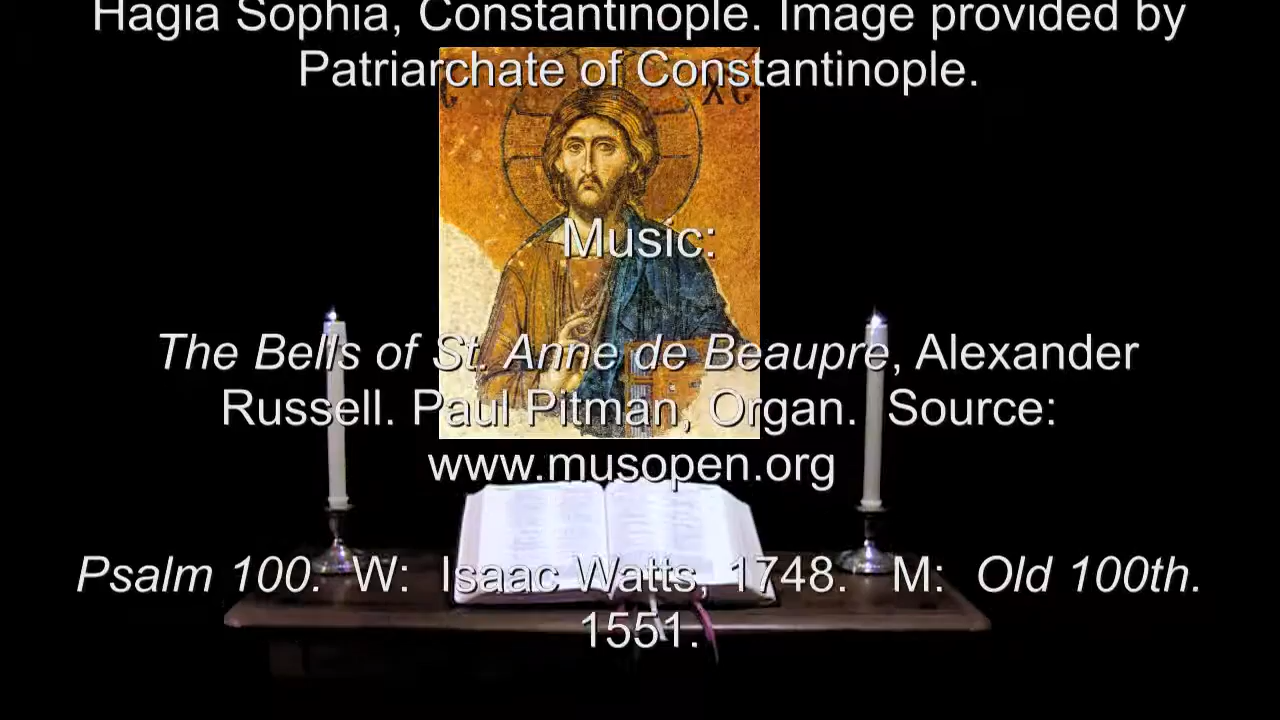 Hagia Sophia, Constantinople. Image provided by
Patriarchate of Constantinople.
XC
Music:
The Bells of St. Anne de Beaupre, Alexander
Russell. Paul Pitman, Organ. Source:
www.musopen.org
Psalm 100. W: Isaac Watts, 1748. M: Old 100th.
1551.